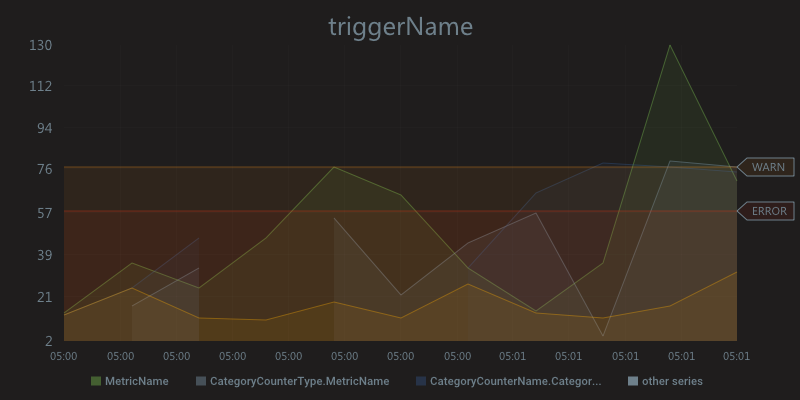 triggerName
130
112
94
76
57
39
21
2
WARN
ERROR
05:00 05:00 05:00 05:00 05:00 05:00 05:00 05:00 05:01 05:01 05:01 05:01 05:01
MetricName CategoryCounterType.MetricName CategoryCounterName.Categor... other series